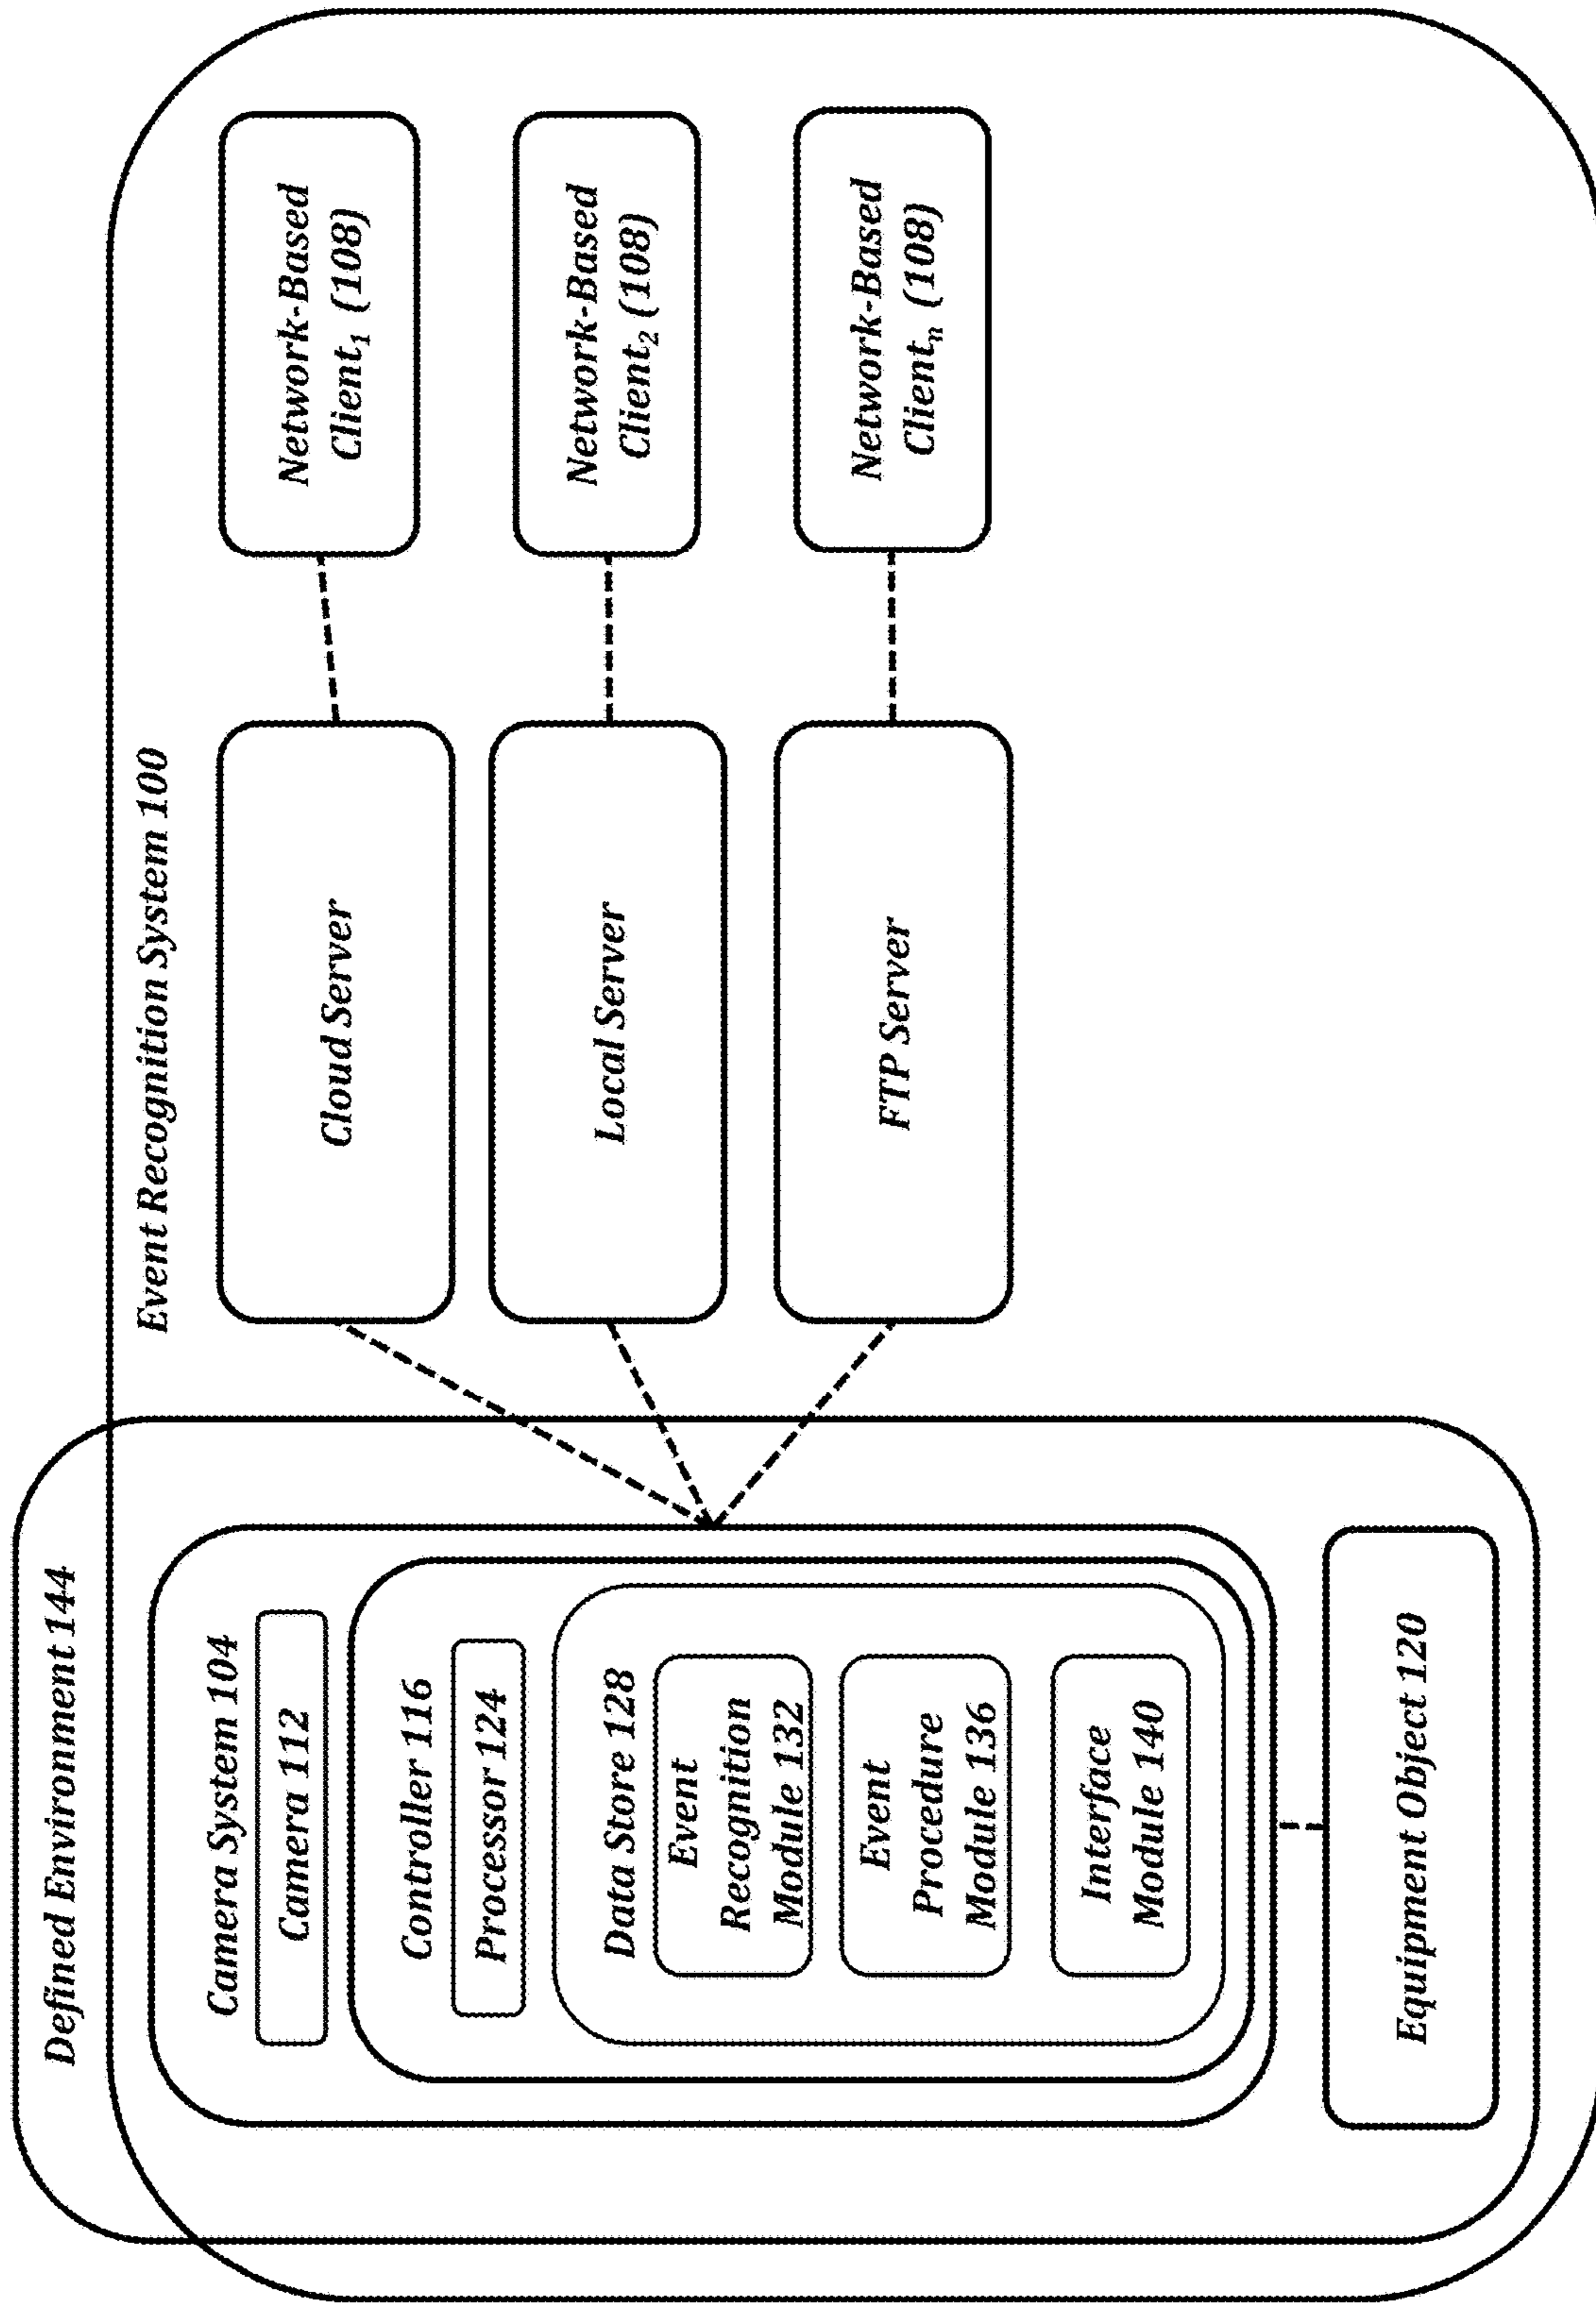 Defined Environment 144
Event Recognition System 100
Camera System 104
Camera 112
Controller 116
Processor 124
Data Store 128
Event
Recognition
Module 132
Event
Procedure
Module 136
Interface
Module 140
Equipment Object 120
Cloud Server
Local Server
FTP Server
Network-Based
Client₁ (108)
Network-Based
Client₂ (108)
Network-Based
Clientₙ (108)